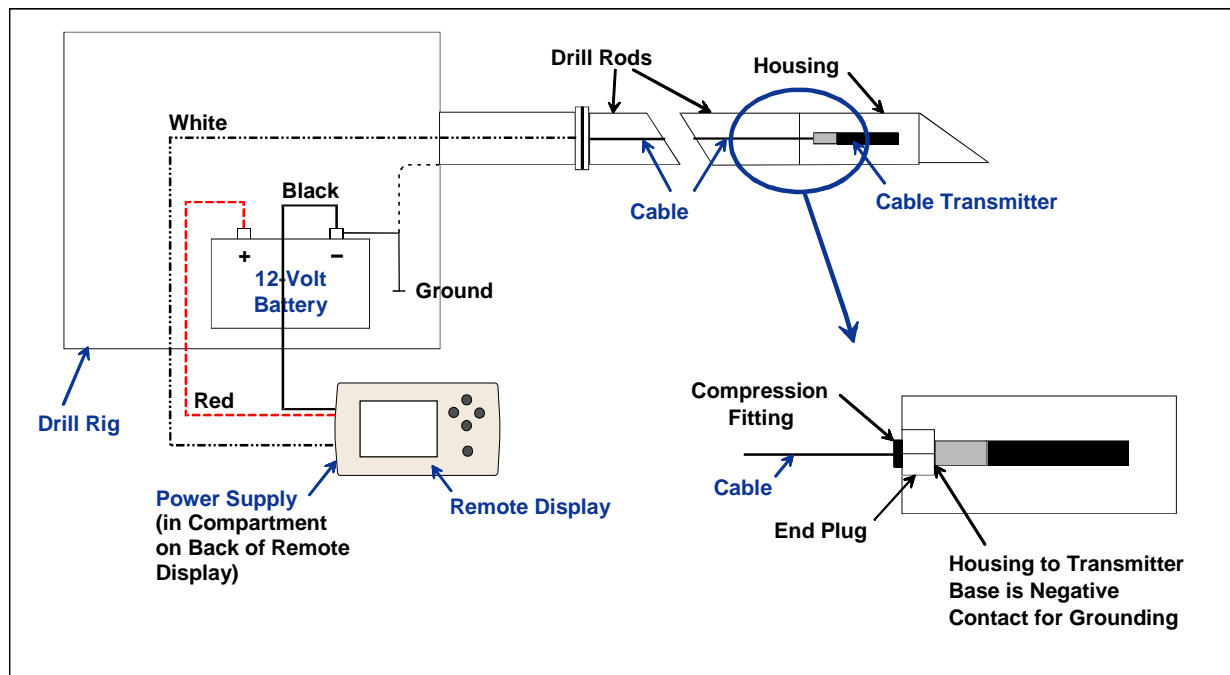 Drill Rods
Housing
White
Black
Cable
Cable Transmitter
+
–
12-Volt
Battery
Ground
Compression
Fitting
Red
Drill Rig
Cable
Power Supply
(in Compartment
on Back of Remote
Display)
Remote Display
End Plug
Housing to Transmitter
Base is Negative
Contact for Grounding